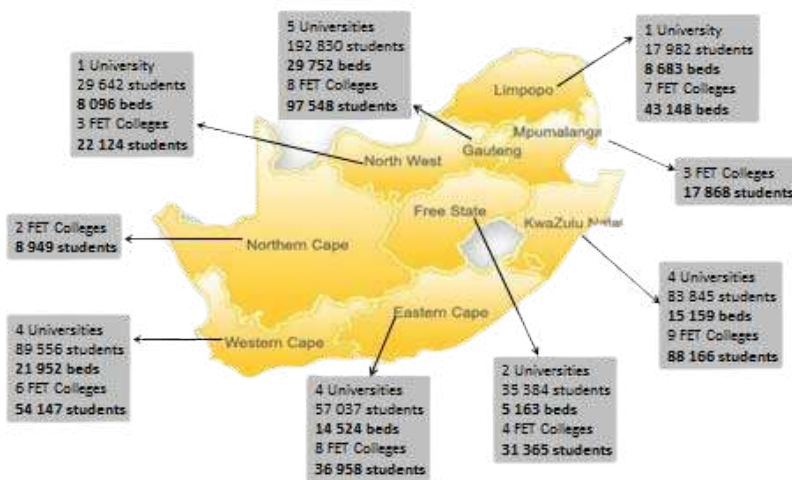 5 Universities
192 830 students
29 752 beds
8 FET Colleges
97 548 students
1 University
17 982 students
8 683 beds
7 FET Colleges
43 148 beds
1 University
29 642 students
8 096 beds
3 FET Colleges
22 124 students
Limpopo
Mpumalanga
Gauteng
North West
3 FET Colleges
17 868 students
2 FET Colleges
8 949 students
Free State
KwaZulu Natal
Northern Cape
4 Universities
83 845 students
15 159 beds
9 FET Colleges
88 166 students
Eastern Cape
Western Cape
4 Universities
89 556 students
21 952 beds
6 FET Colleges
54 147 students
4 Universities
57 037 students
14 524 beds
8 FET Colleges
36 958 students
2 Universities
35 384 students
5 163 beds
4 FET Colleges
31 365 students